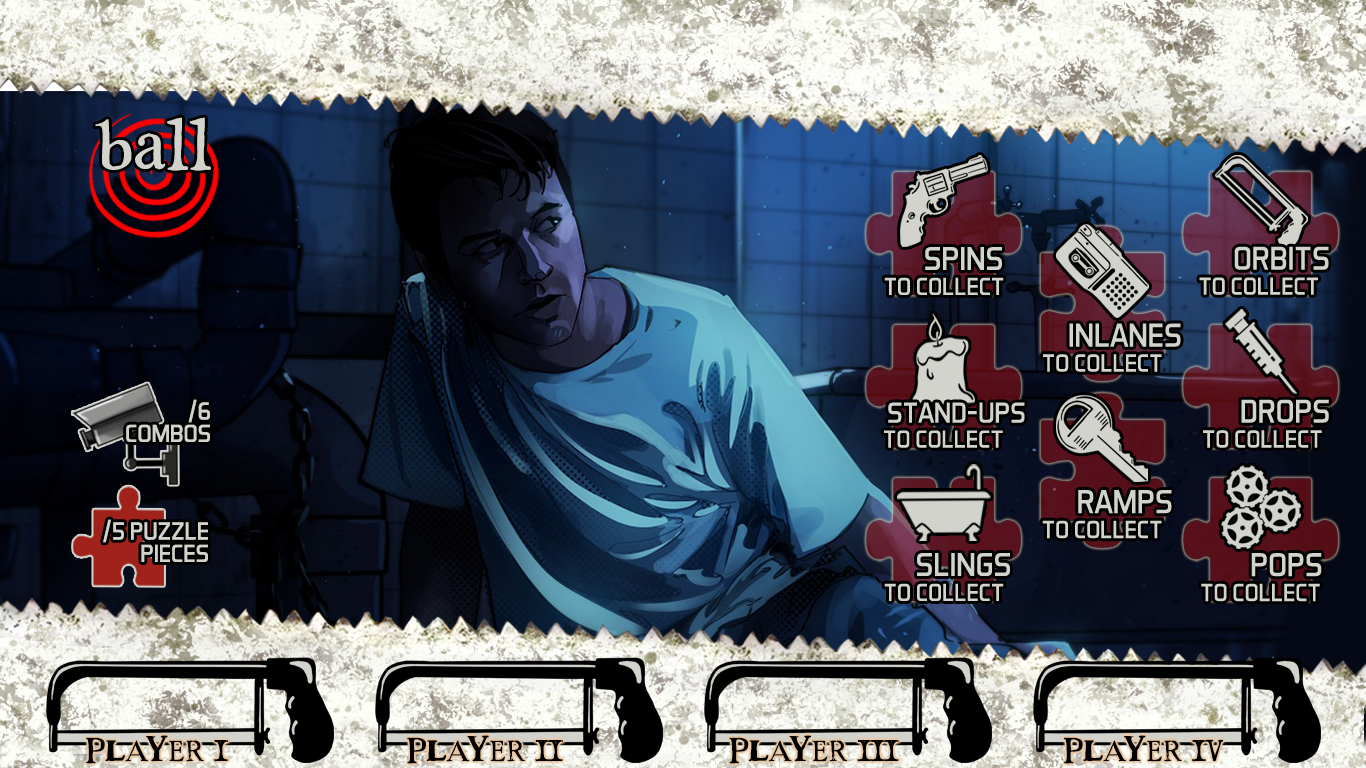 ball
/6
COMBOS
/5 PUZZLE
PIECES
SPINS
TO COLLECT
STAND-UPS
TO COLLECT
SLINGS
TO COLLECT
INLANES
TO COLLECT
RAMPS
TO COLLECT
ORBITS
TO COLLECT
DROPS
TO COLLECT
POPS
TO COLLECT
PLAYER I
PLAYER II
PLAYER III
PLAYER IV